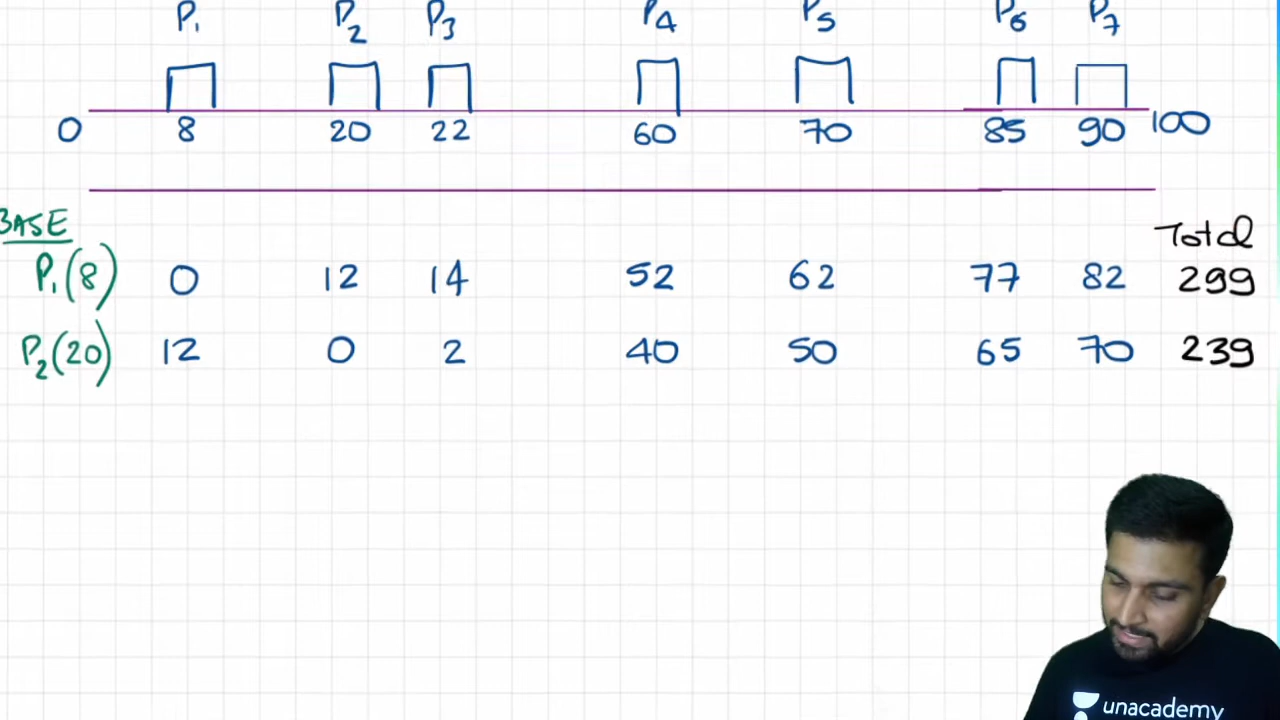 P1 P2 P3 P4 P5 P6 P7
0 8 20 22 60 70 85 90 100
BASE
Total
P1(8) 0 12 14 52 62 77 82 299
P2(20) 12 0 2 40 50 65 70 239
unacademy